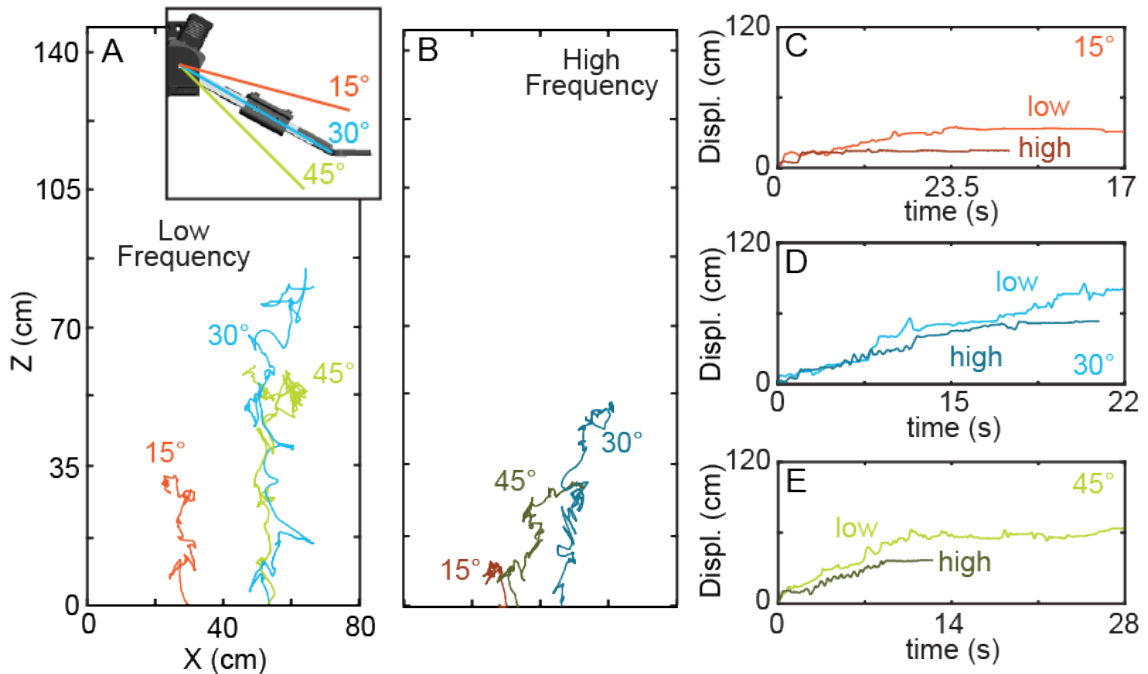 A
140
105
70
35
0
Z (cm)
0
40
80
X (cm)
15°
30°
45°
Low
Frequency
30°
45°
15°
B
High
Frequency
30°
45°
15°
C
15°
120
0
Displ. (cm)
low
high
0
23.5
17
time (s)
D
120
0
Displ. (cm)
low
high
30°
0
15
22
time (s)
E
45°
120
0
Displ. (cm)
low
high
0
14
28
time (s)